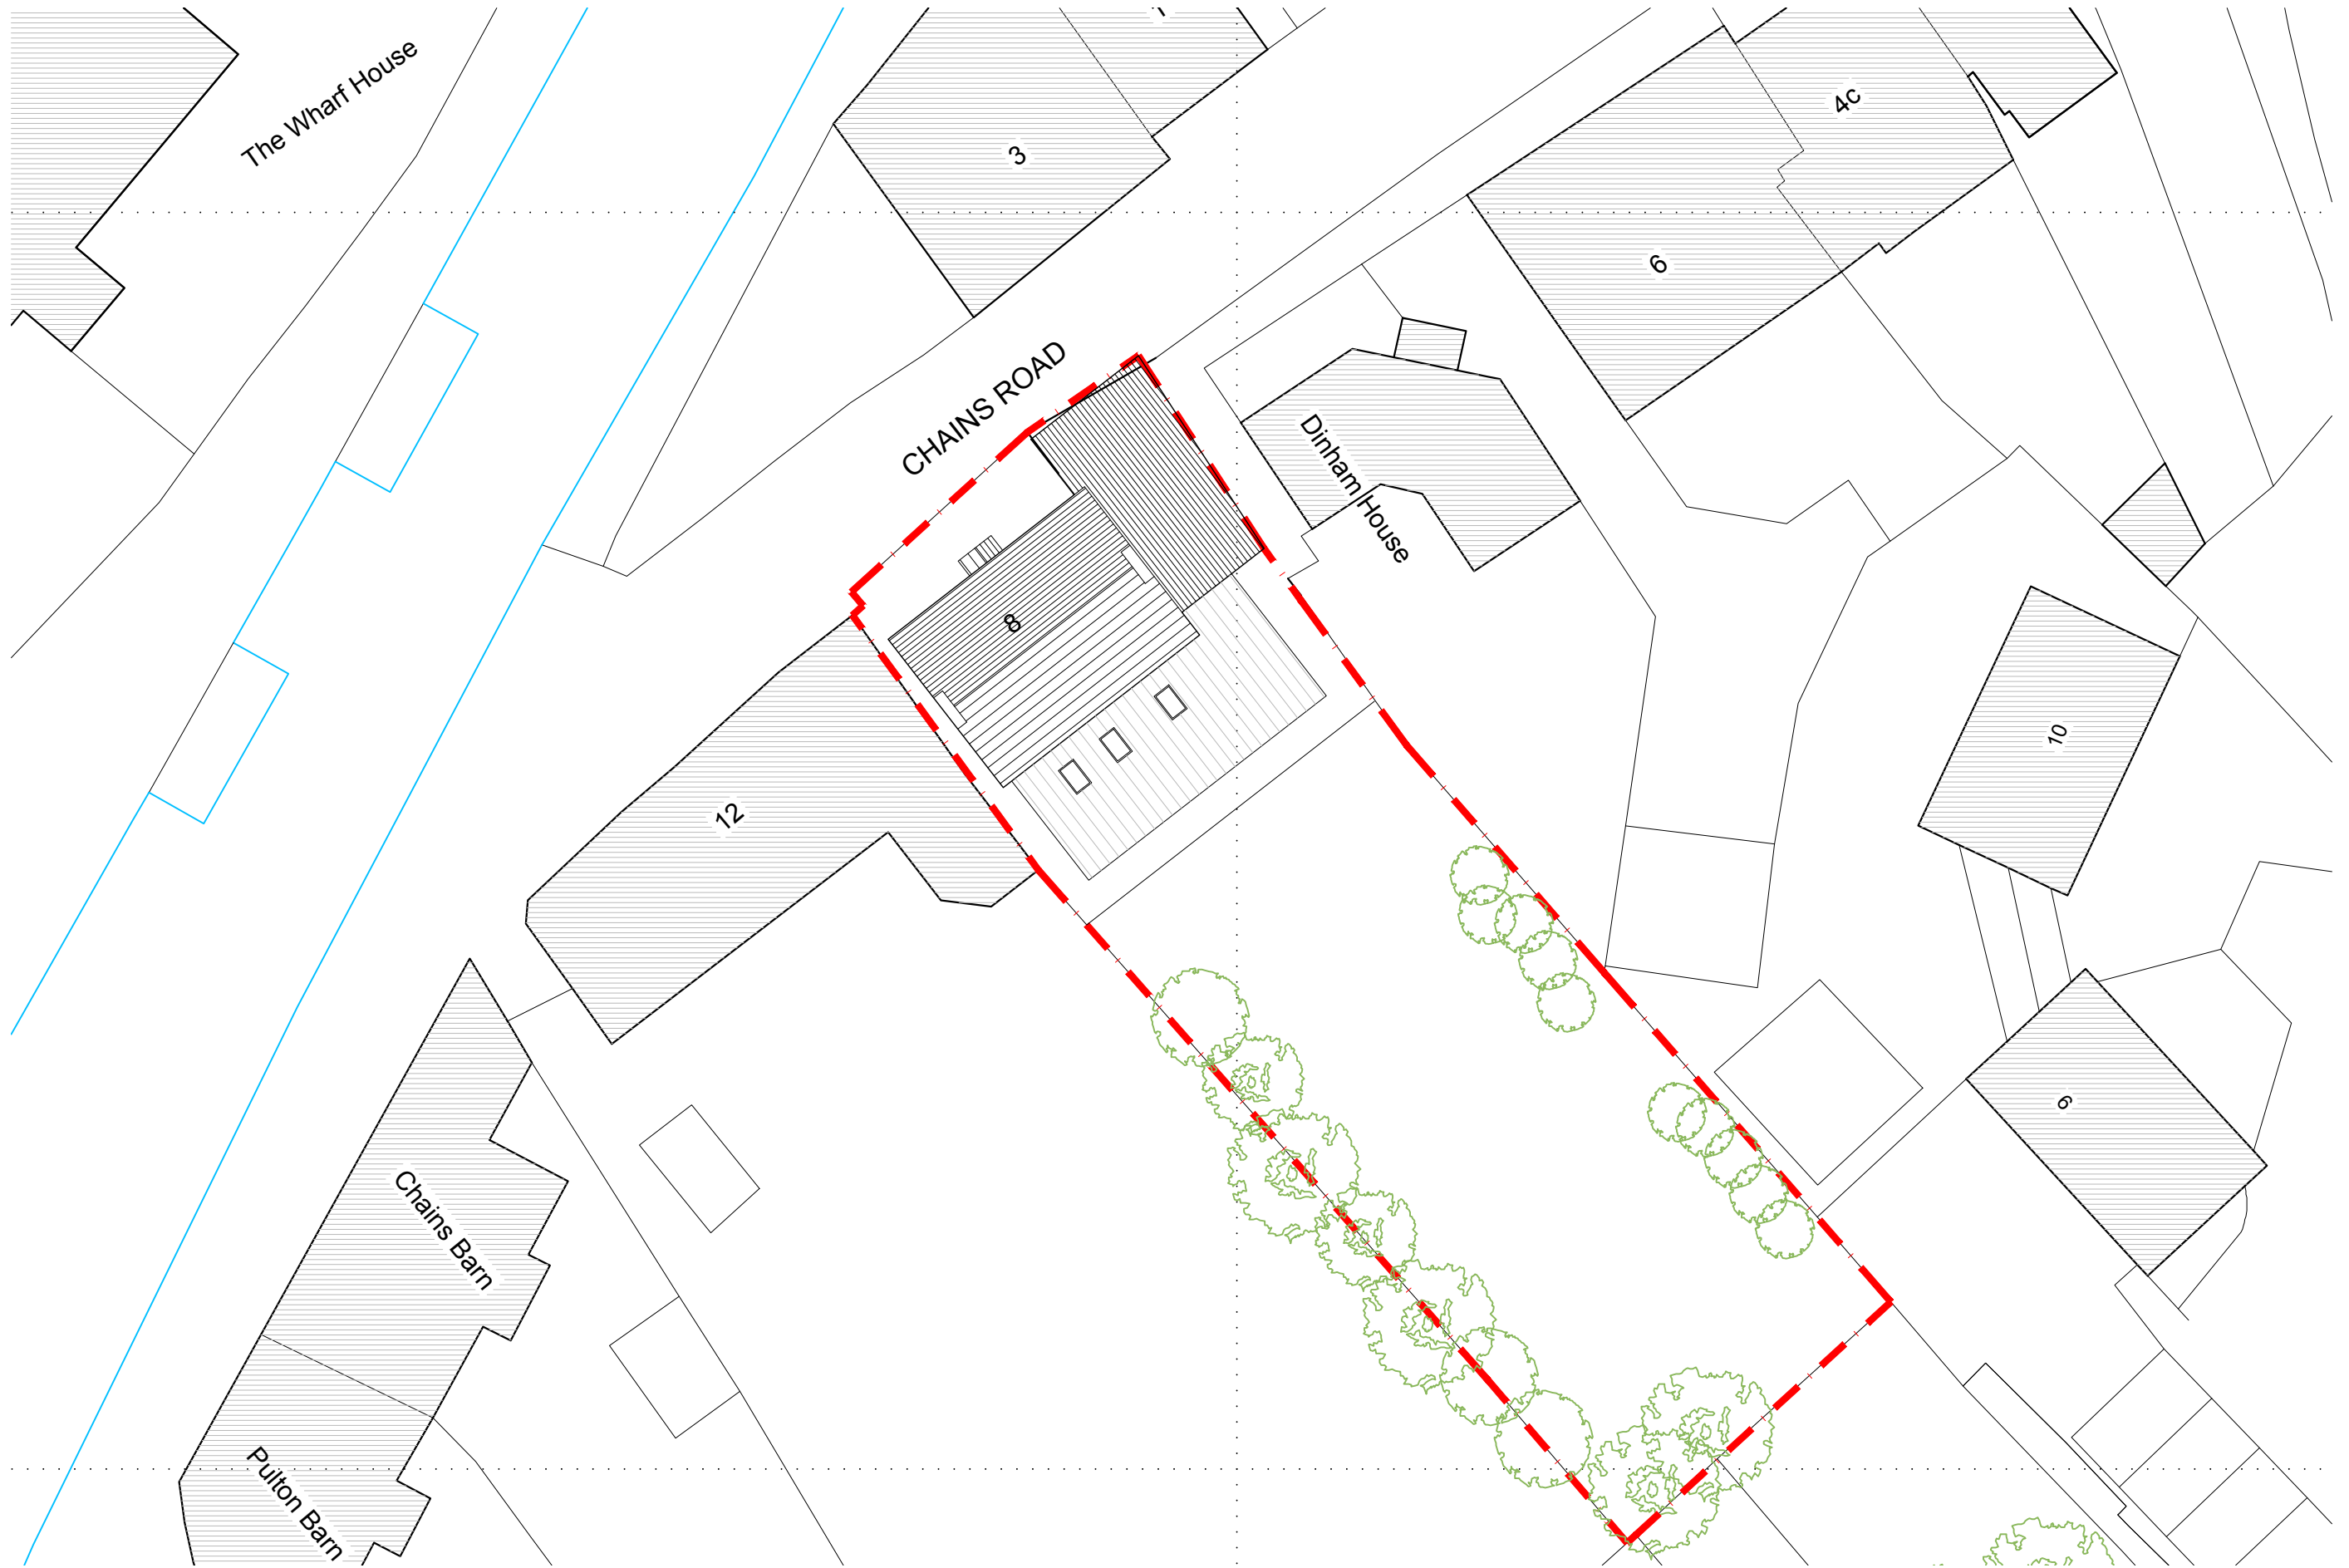 The Wharf House
3
4c
6
CHAINS ROAD
Dinham House
8
10
12
6
Chains Barn
Pulton Barn